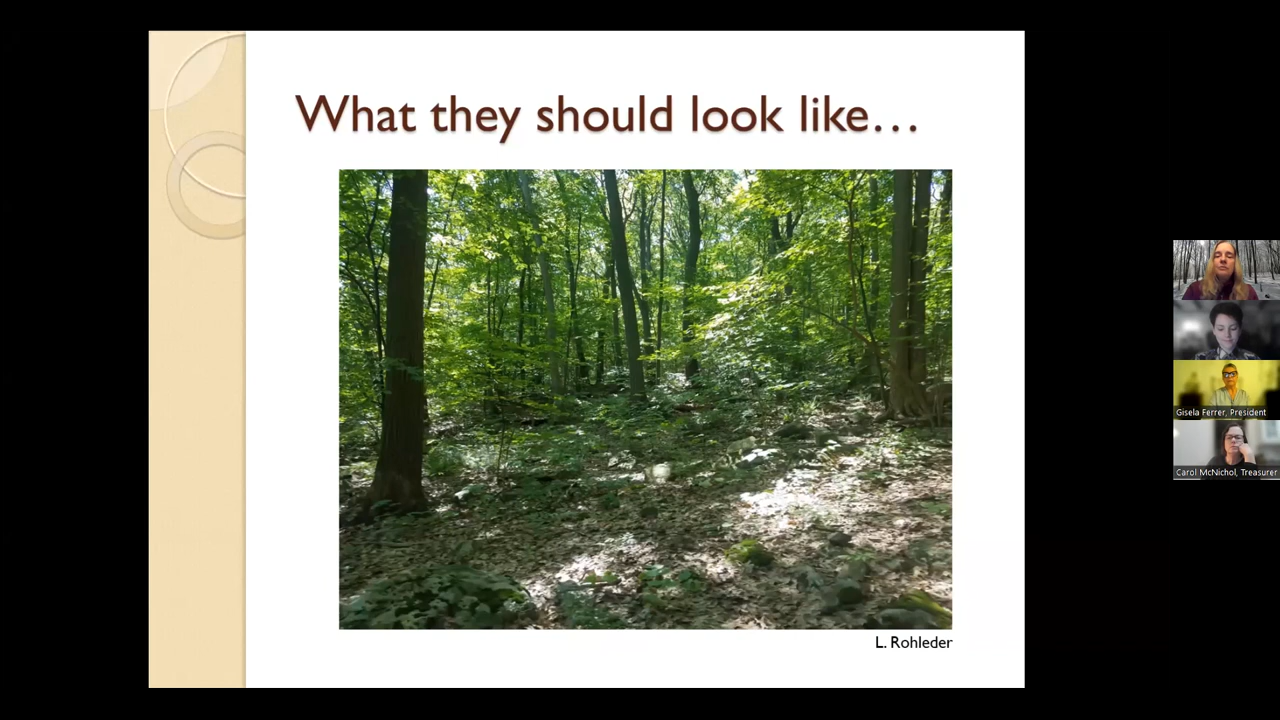 What they should look like…
L. Rohleder
Gisela Ferrer, President
Carol McNichol, Treasurer